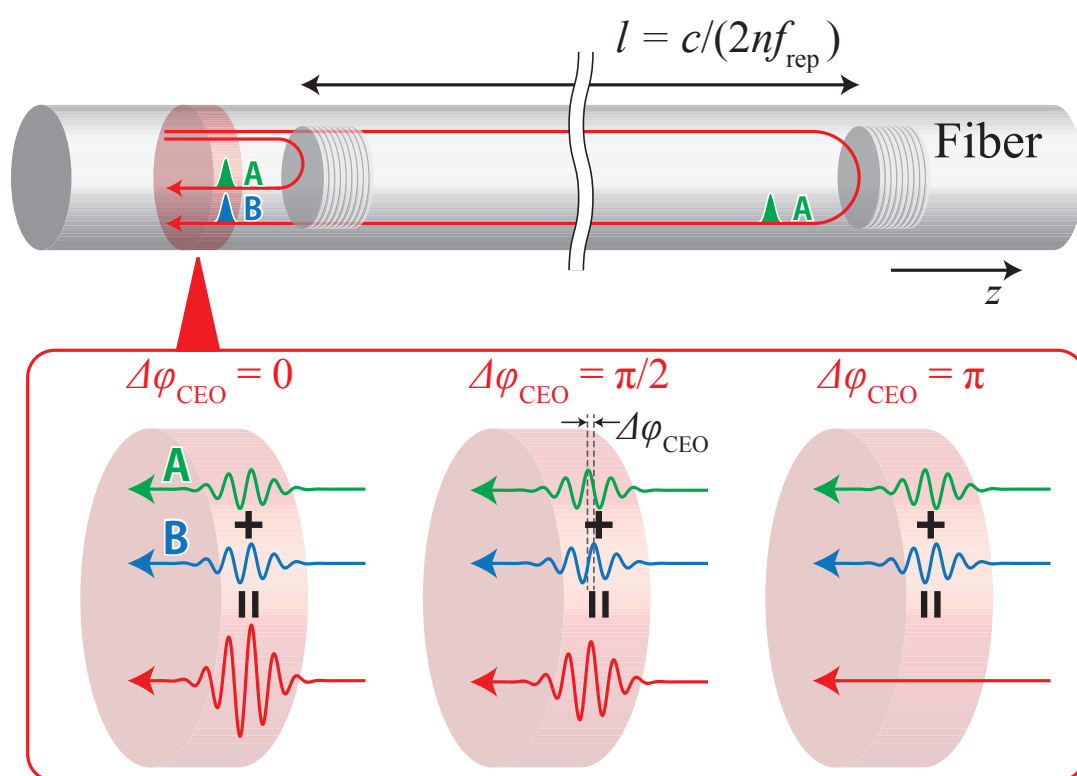 l = c/(2nf_rep)
Fiber
A
B
A
z
Δφ_CEO = 0
Δφ_CEO = π/2
Δφ_CEO = π
Δφ_CEO
A
+
+
+
B
=
=
=